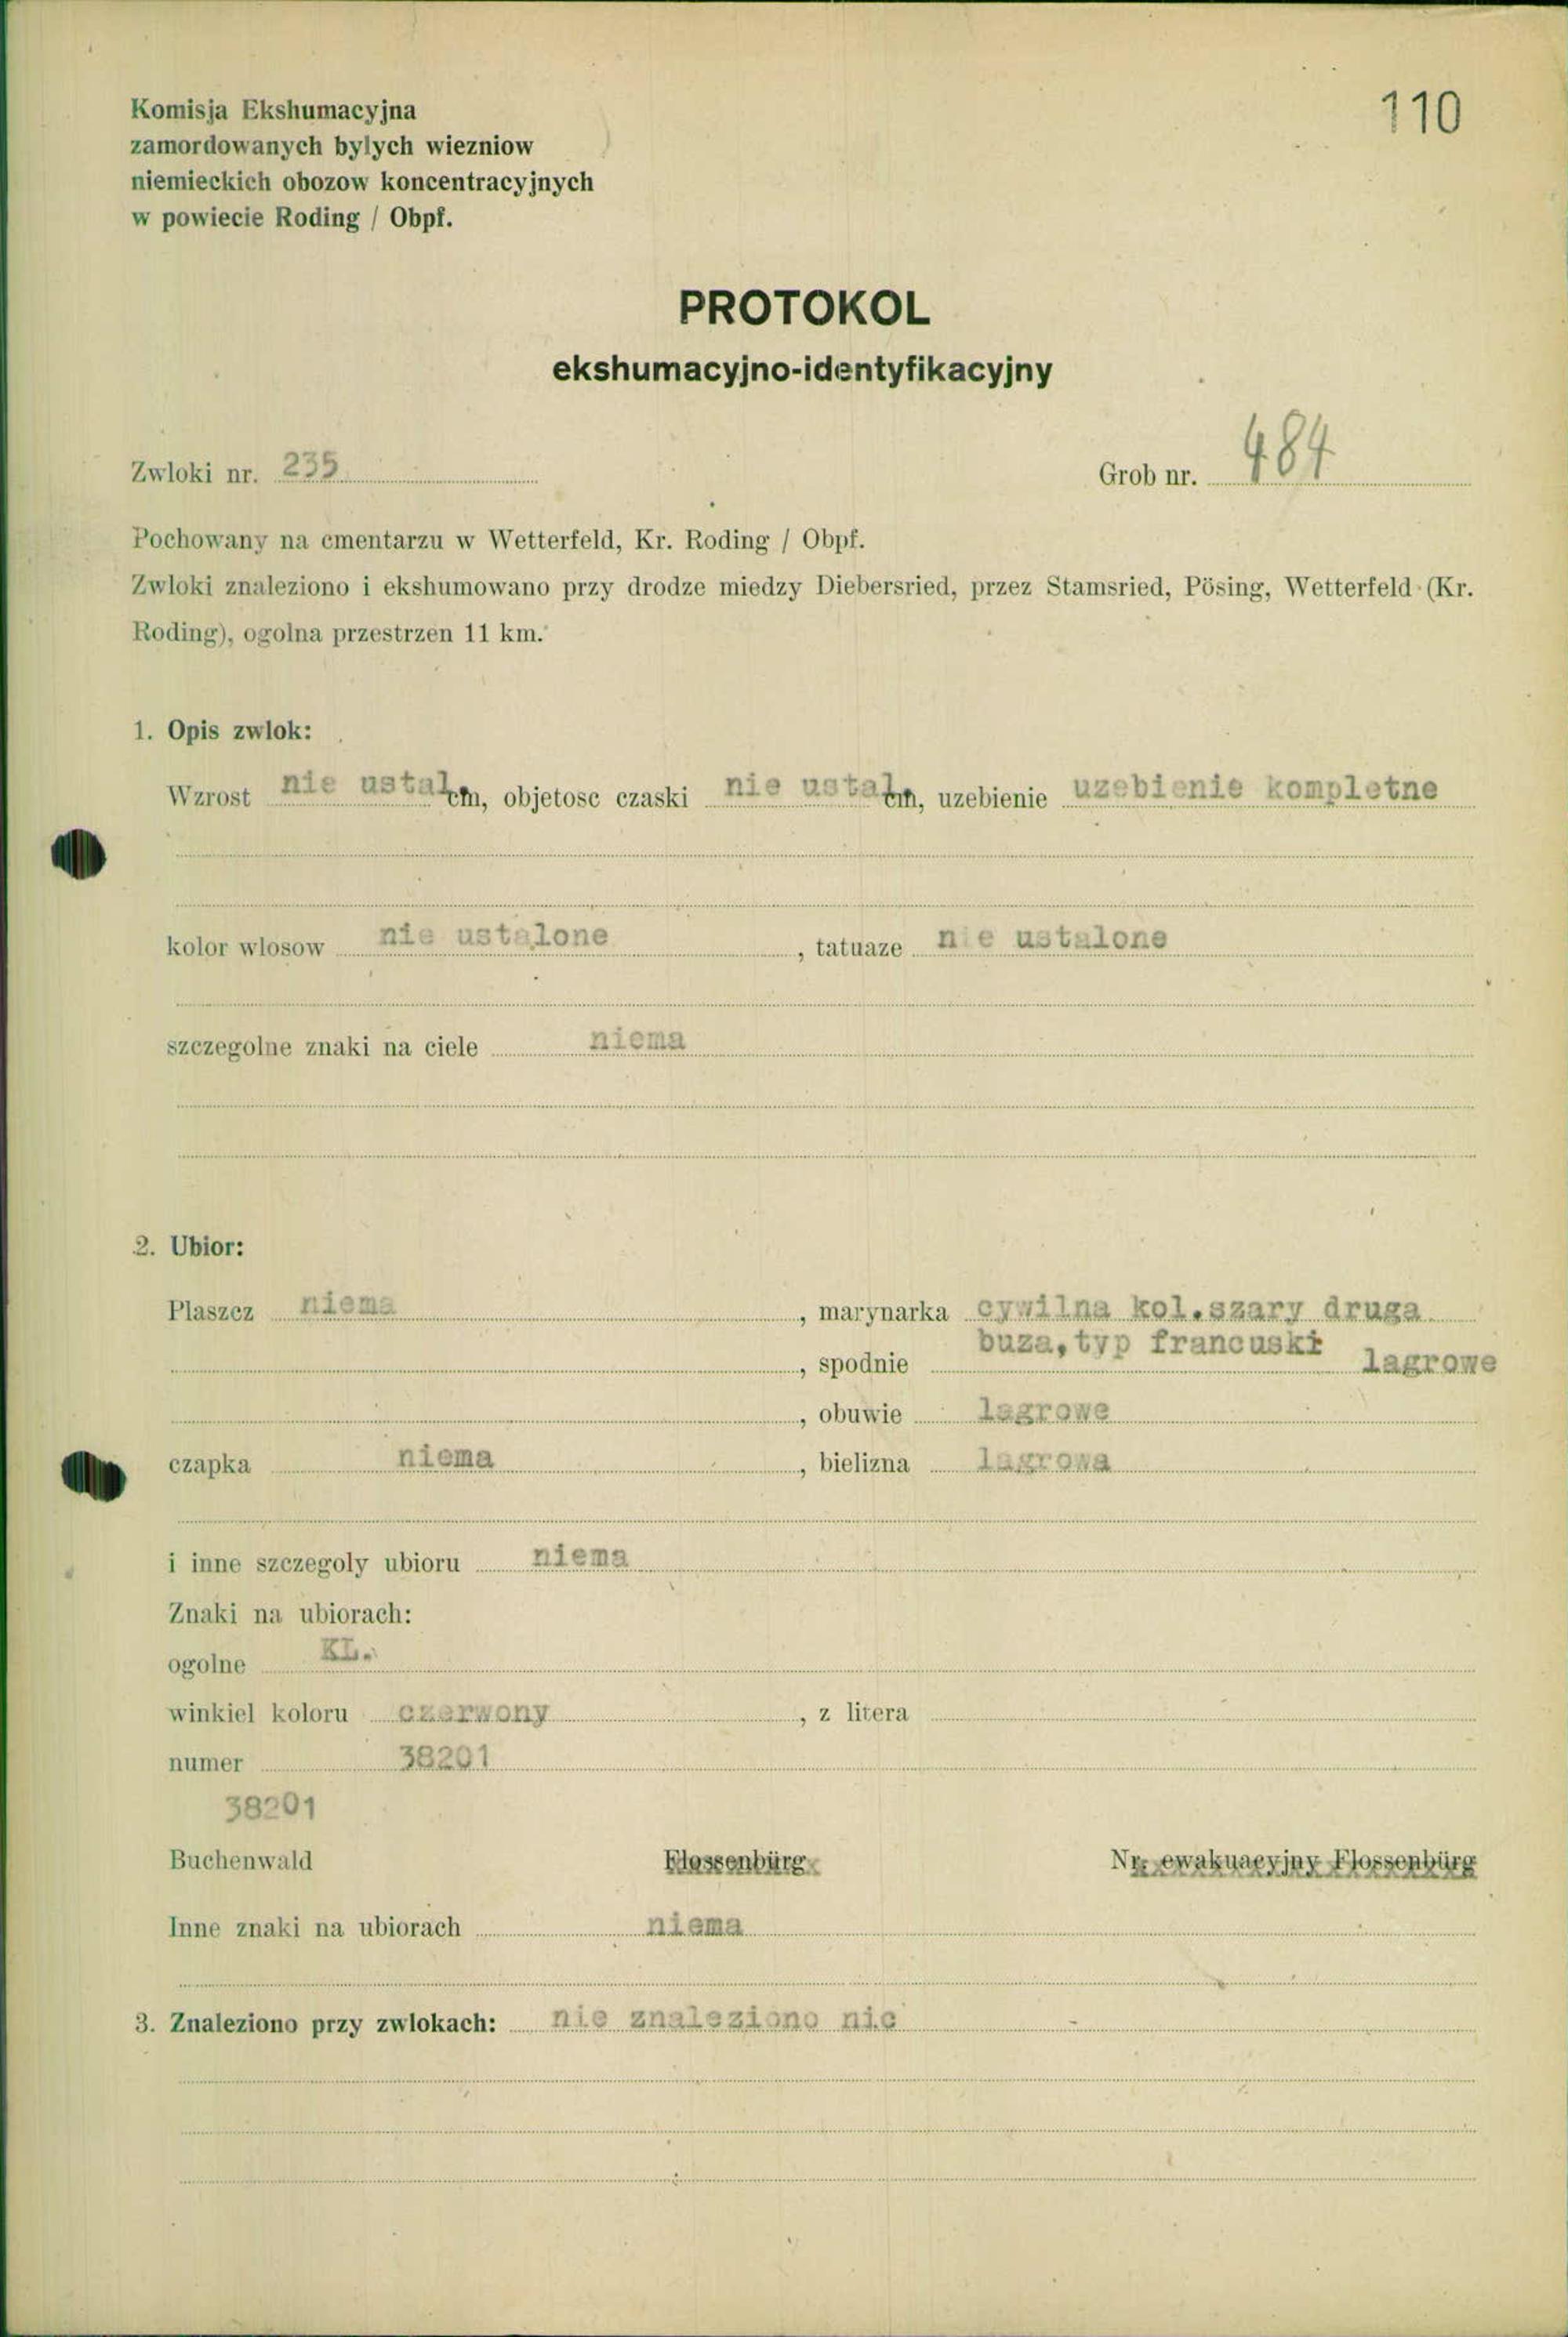 110
Komisja Ekshumacyjna
zamordowanych bylych wiezniow
niemieckich obozow koncentracyjnych
w powiecie Roding / Obpf.
PROTOKOL
ekshumacyjno-identyfikacyjny
Zwloki nr. 235 Grob nr. 484
Pochowany na cmentarzu w Wetterfeld, Kr. Roding / Obpf.
Zwloki znaleziono i ekshumowano przy drodze miedzy Diebersried, przez Stamsried, Pösing, Wetterfeld (Kr.
Roding), ogolna przestrzen 11 km.
1. Opis zwlok:
Wzrost nie ustal cm, objetosc czaski nie ustal cm, uzebienie uzebienie kompletne
kolor wlosow nie ustalone, tatuaze nie ustalone
szczegolne znaki na ciele niema
2. Ubior:
Plaszcz niema, marynarka cywilna kol.szary druga
buza,typ francuski
, spodnie lagrowe
, obuwie lagrowe
czapka niema, bielizna lagrowa
i inne szczegoly ubioru niema
Znaki na ubiorach:
ogolne KL.
winkiel koloru czerwony, z litera
numer 38201
38201
Buchenwald Flossenbürg Nr. ewakuacyjny Flossenbürg
Inne znaki na ubiorach niema
3. Znaleziono przy zwlokach: nie znaleziono nic